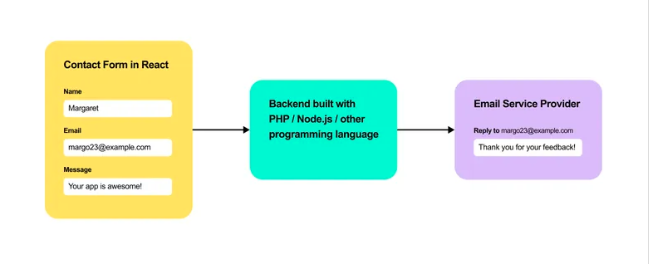 Contact Form in React
Name
Margaret
Email
margo23@example.com
Message
Your app is awesome!
Backend built with
PHP / Node.js / other
programming language
Email Service Provider
Reply to margo23@example.com
Thank you for your feedback!